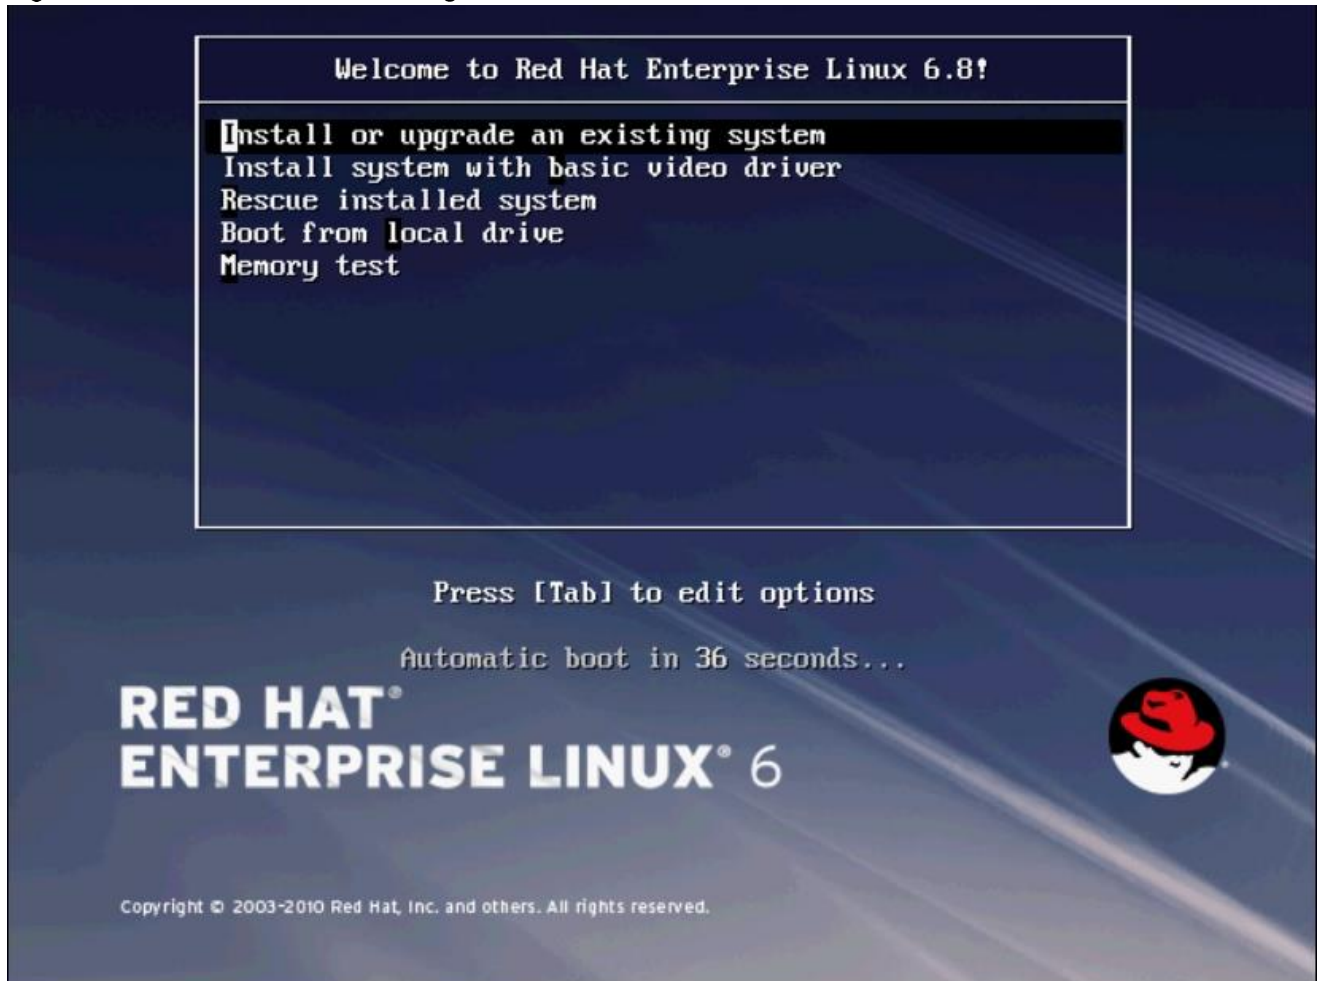 Welcome to Red Hat Enterprise Linux 6.8!
Install or upgrade an existing system
Install system with basic video driver
Rescue installed system
Boot from local drive
Memory test
Press [Tab] to edit options
Automatic boot in 36 seconds...
RED HAT®
ENTERPRISE LINUX® 6
Copyright © 2003-2010 Red Hat, Inc. and others. All rights reserved.